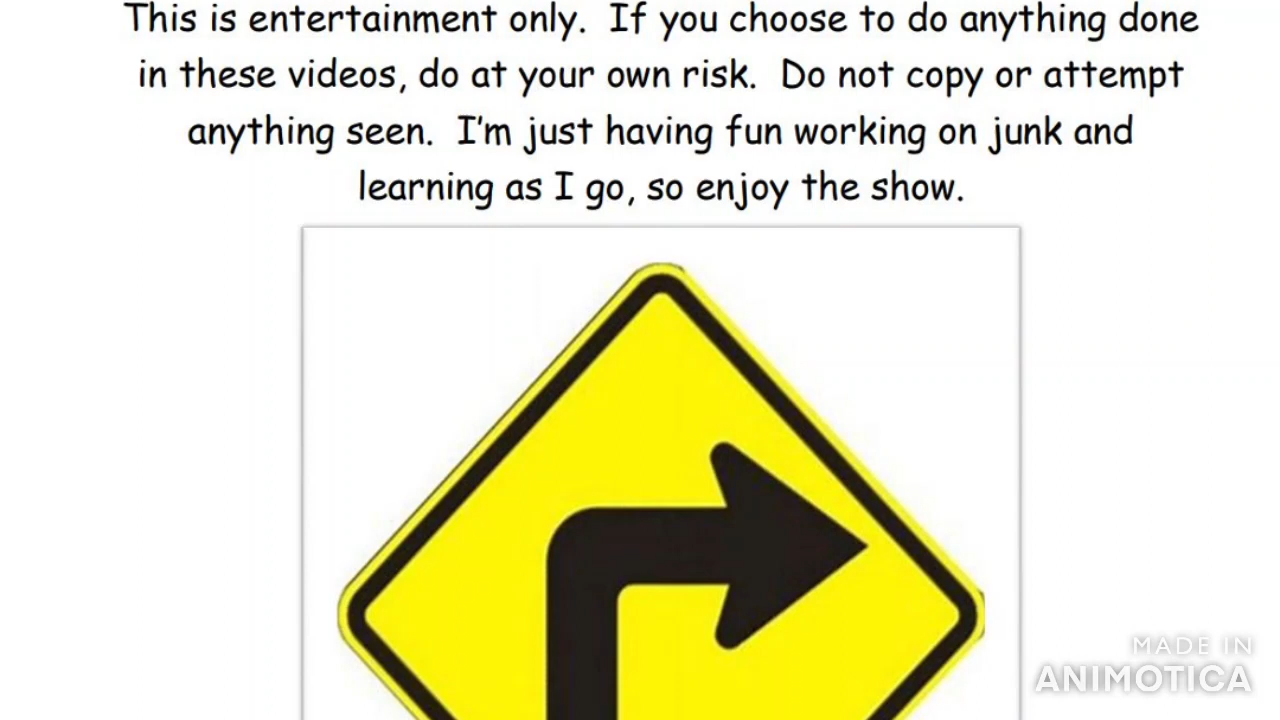 This is entertainment only.  If you choose to do anything done
in these videos, do at your own risk.  Do not copy or attempt
anything seen.  I'm just having fun working on junk and
learning as I go, so enjoy the show.
MADE IN
ANIMOTICA